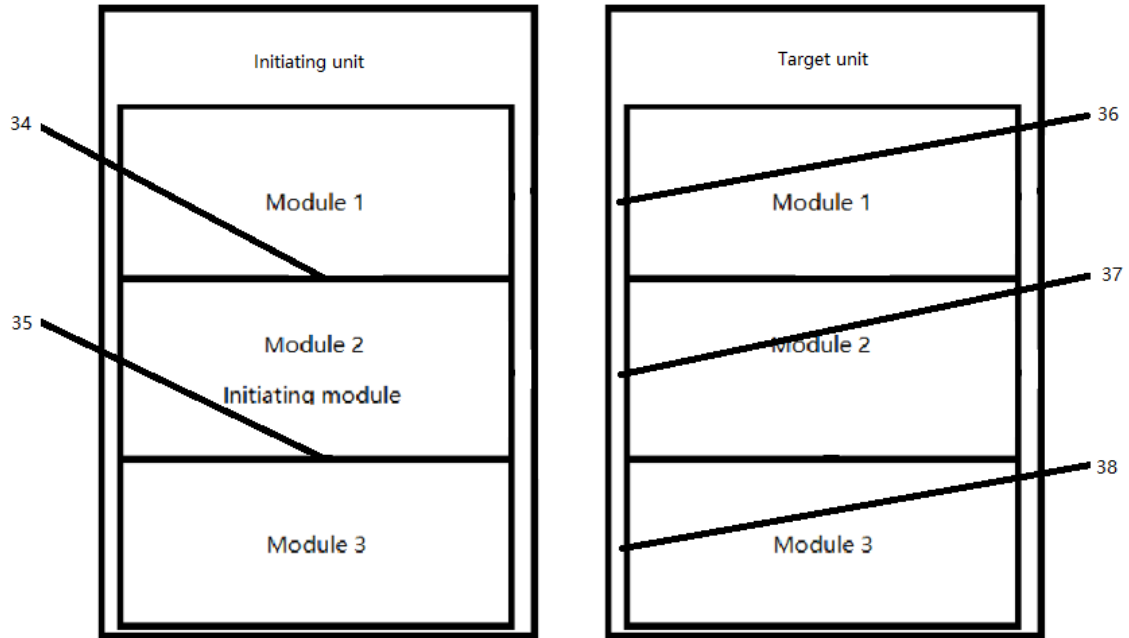 Initiating unit
Target unit
34
36
Module 1
Module 1
37
35
Module 2
Module 2
Initiating module
38
Module 3
Module 3